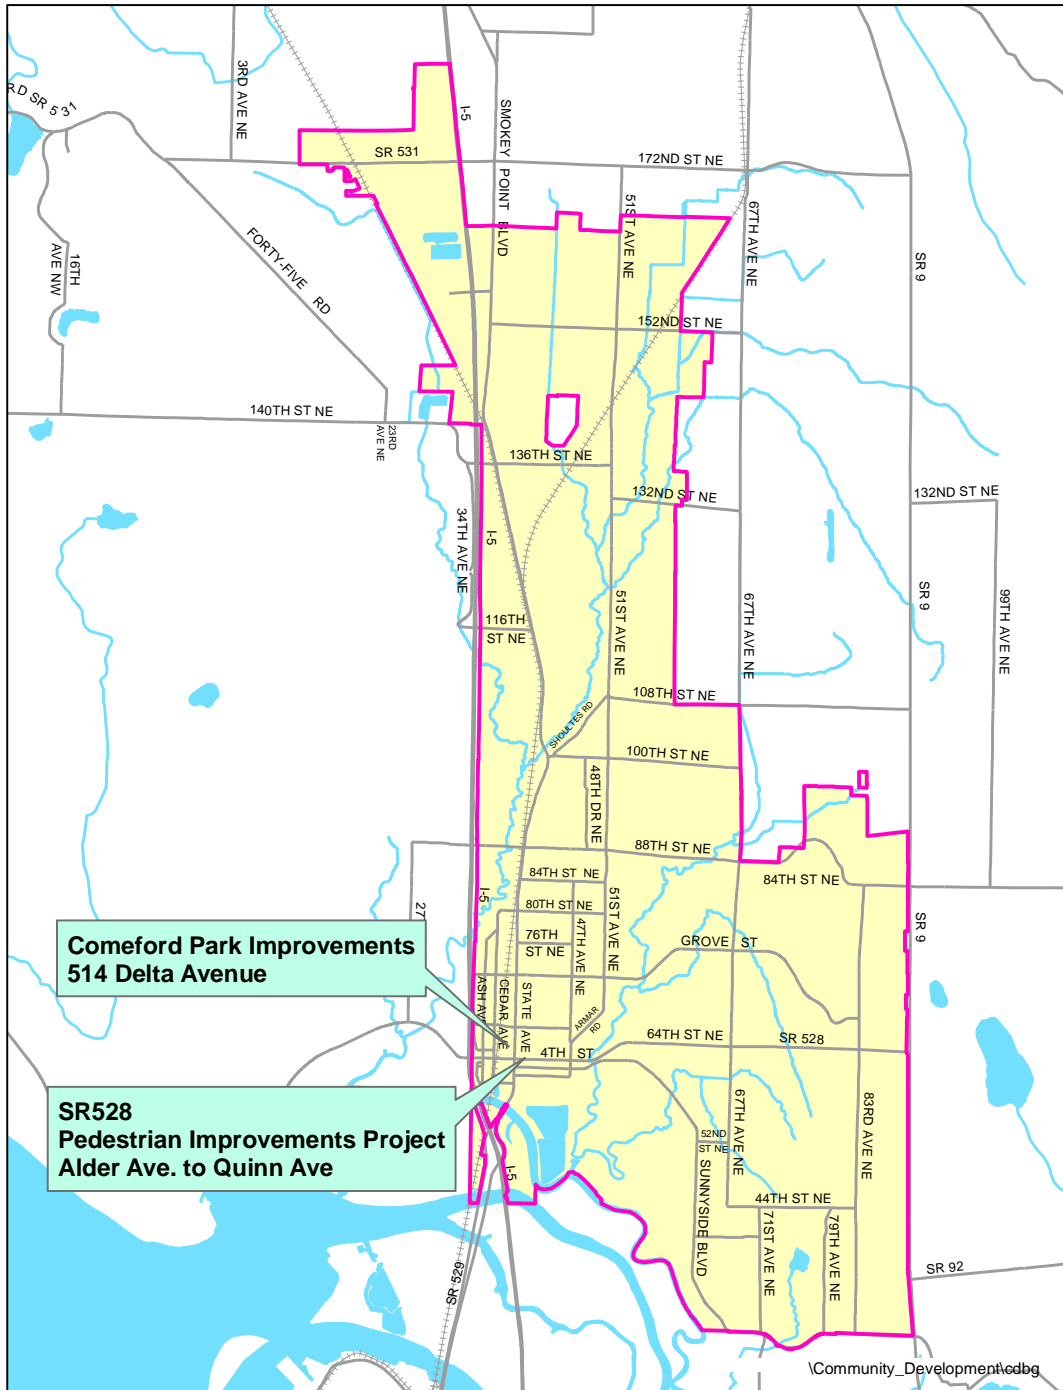 3RD AVE NE
I-5
SMOKEY POINT BLVD
RD SR 531
SR 531
172ND ST NE
51ST AVE NE
67TH AVE NE
16TH
AVE NW
FORTY-FIVE RD
SR 9
152ND ST NE
140TH ST NE
23RD
AVE NE
136TH ST NE
132ND ST NE
132ND ST NE
34TH AVE NE
I-5
116TH
ST NE
51ST AVE NE
67TH AVE NE
SR 9
99TH AVE NE
108TH ST NE
SHOULTES RD
100TH ST NE
48TH DR NE
88TH ST NE
84TH ST NE
84TH ST NE
I-5
80TH ST NE
51ST AVE NE
27
76TH
ST NE
47TH AVE NE
GROVE ST
SR 9
Comeford Park Improvements
514 Delta Avenue
ASH AVE
CEDAR AVE
STATE AVE
ARMAR
RD
64TH ST NE
SR 528
4TH ST
SR528
Pedestrian Improvements Project
Alder Ave. to Quinn Ave
67TH AVE NE
83RD AVE NE
52ND
ST NE
I-5
SUNNYSIDE BLVD
44TH ST NE
71ST AVE NE
79TH AVE NE
SR 529
SR 92
\Community_Development\cdbg